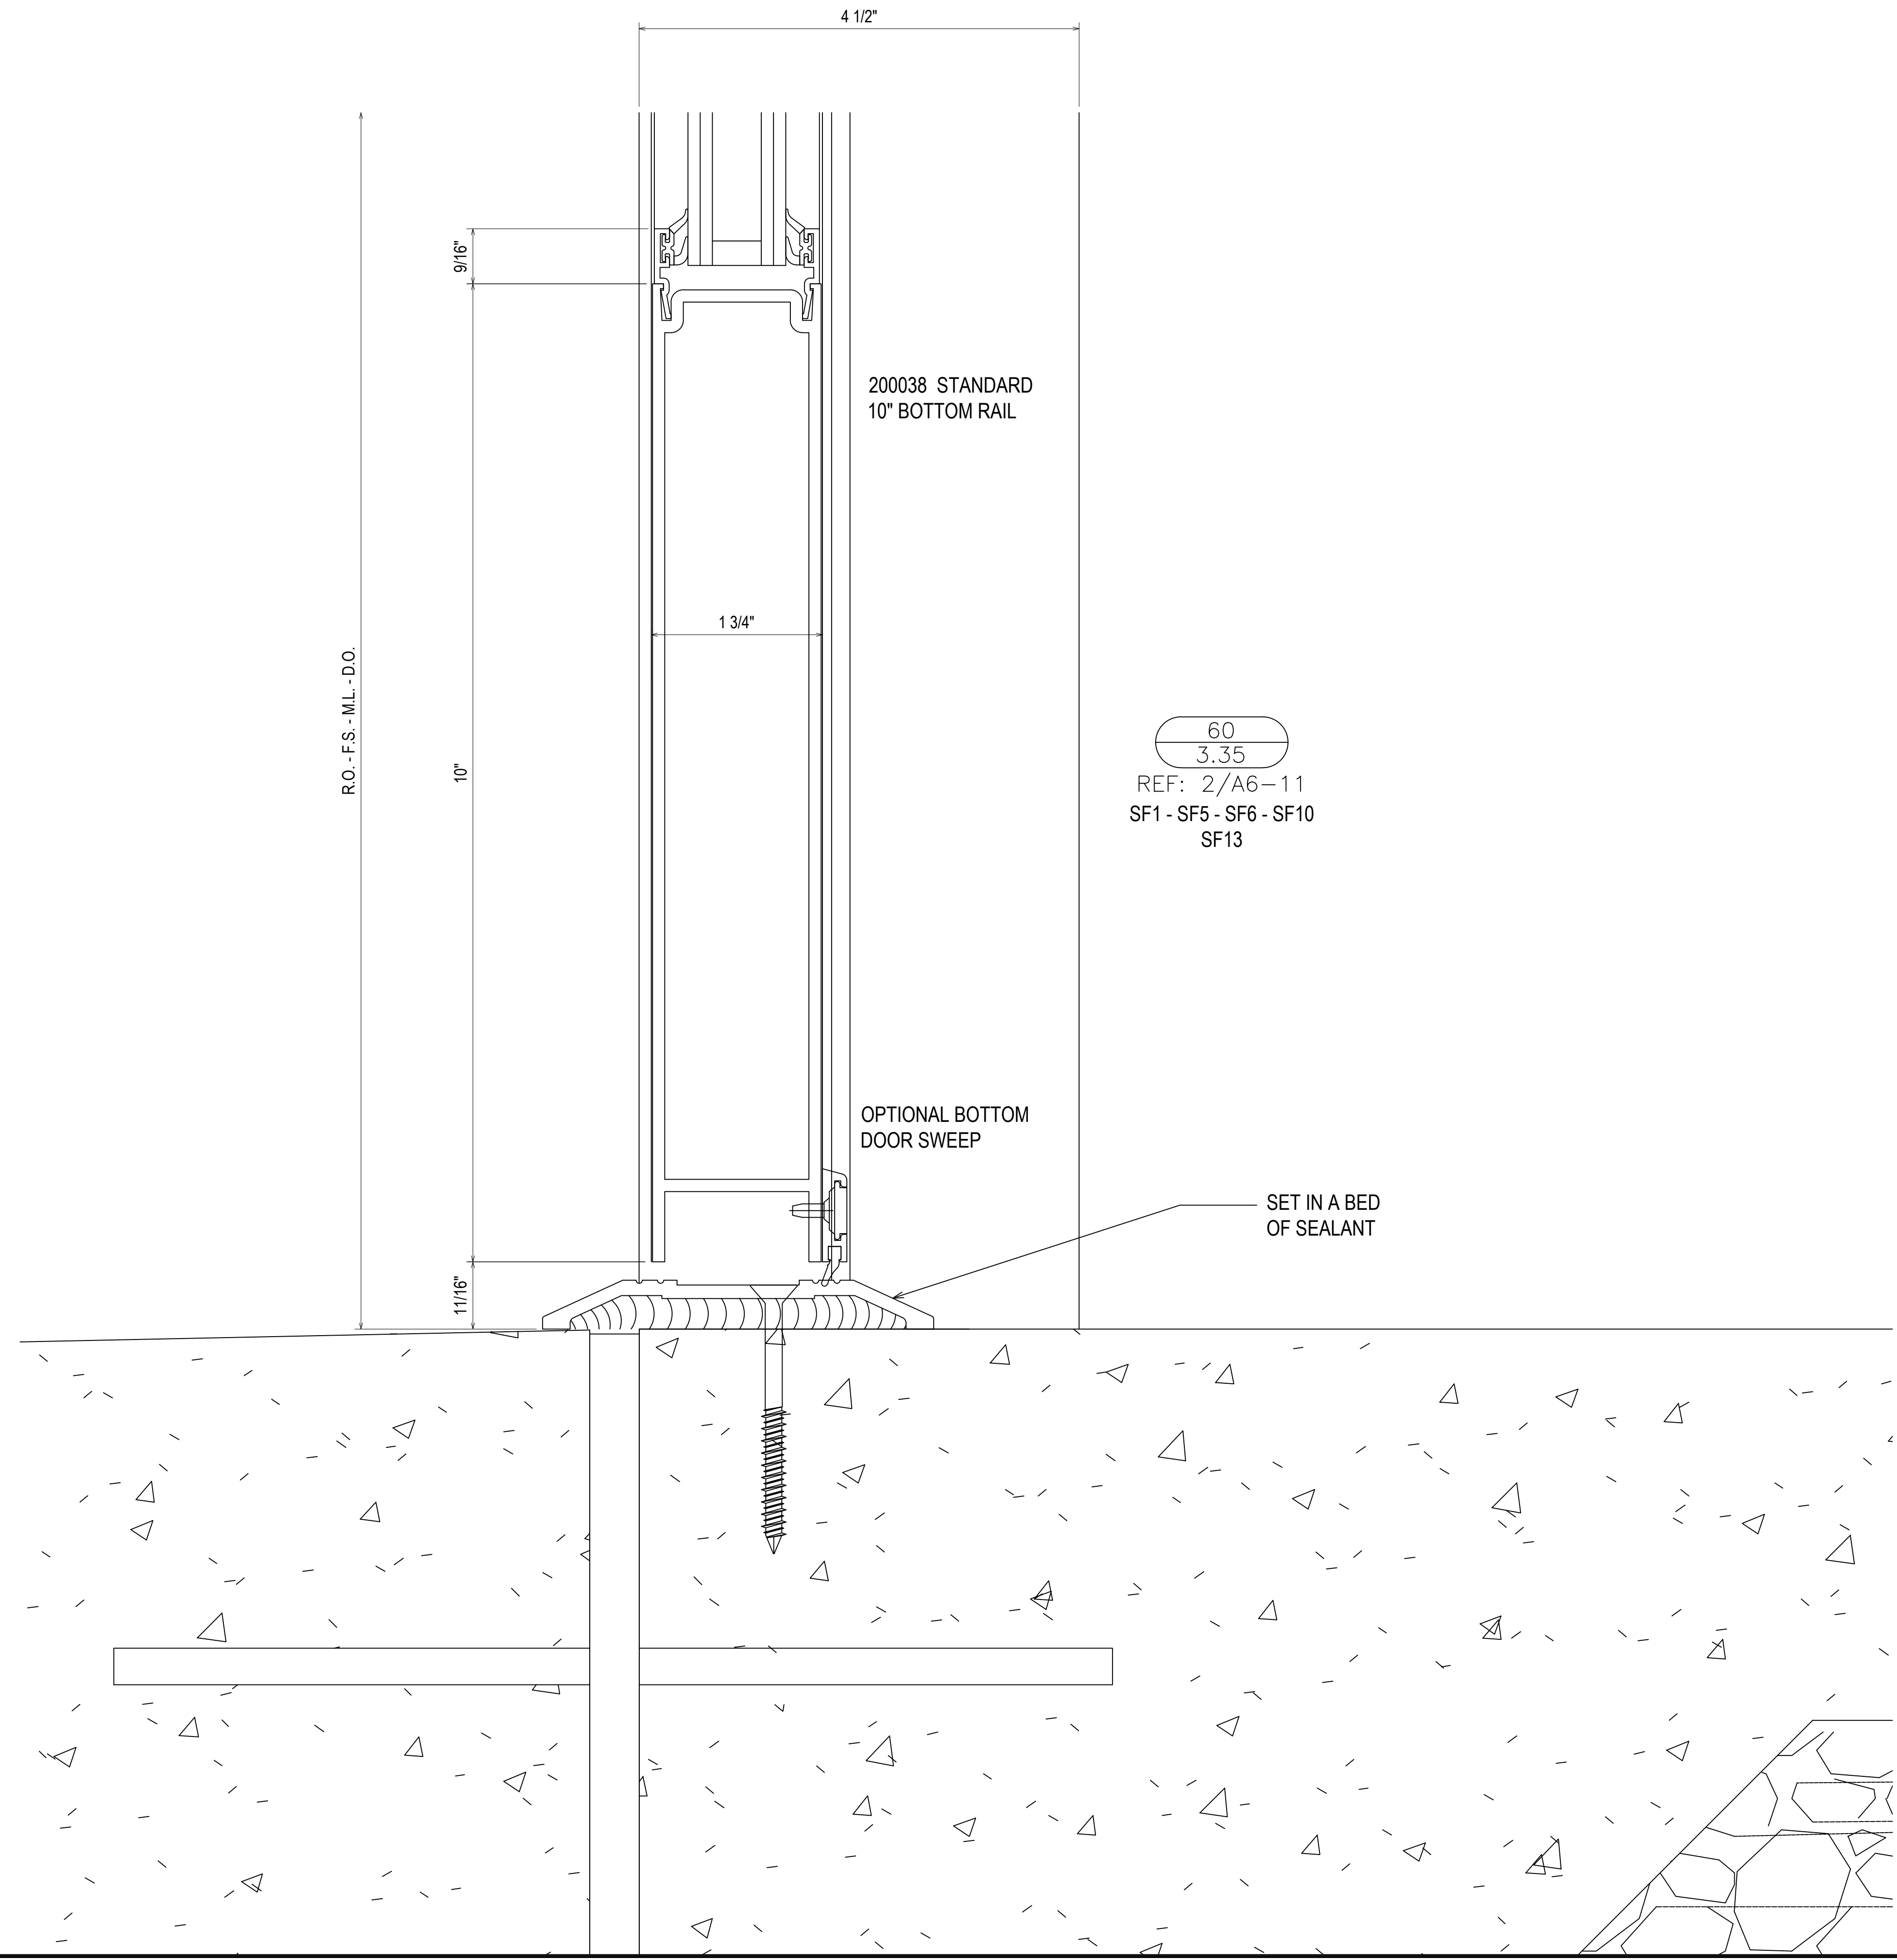 4 1/2"
9/16"
200038 STANDARD
10" BOTTOM RAIL
1 3/4"
R.O. - F.S. - M.L. - D.O.
10"
60
3.35
REF: 2/A6-11
SF1 - SF5 - SF6 - SF10
SF13
OPTIONAL BOTTOM
DOOR SWEEP
SET IN A BED
OF SEALANT
11/16"